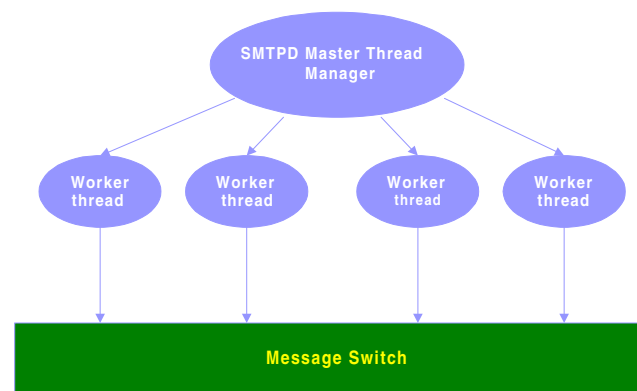 SMTPD Master Thread
Manager
Worker
thread
Worker
thread
Worker
thread
Worker
thread
Message Switch